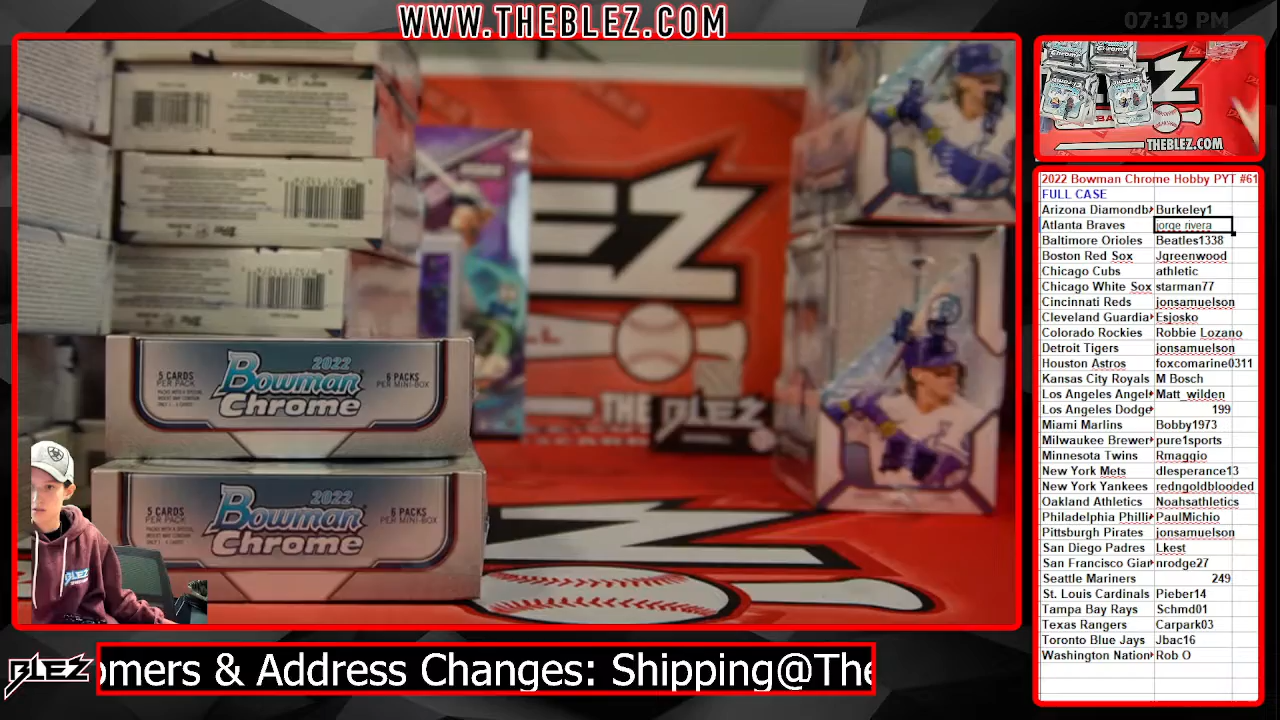 WWW.THEBLEZ.COM
07:19 PM
THEBLEZ.COM
2022 Bowman Chrome Hobby PYT #61
FULL CASE
Arizona Diamondb Burkeley1
Atlanta Braves jorge rivera
Baltimore Orioles Beatles1338
Boston Red Sox Jgreenwood
Chicago Cubs athletic
Chicago White Sox starman77
Cincinnati Reds jonsamuelson
Cleveland Guardia Esjosko
Colorado Rockies Robbie Lozano
Detroit Tigers jonsamuelson
Houston Astros foxcomarine0311
Kansas City Royals M Bosch
Los Angeles Angel Matt_wilden
Los Angeles Dodge 199
Miami Marlins Bobby1973
Milwaukee Brewer pure1sports
Minnesota Twins Rmaggio
New York Mets dlesperance13
New York Yankees redngoldblooded
Oakland Athletics Noahsathletics
Philadelphia Philli PaulMichis
Pittsburgh Pirates jonsamuelson
San Diego Padres Lkest
San Francisco Gian nrodge27
Seattle Mariners 249
St. Louis Cardinals Pieber14
Tampa Bay Rays Schmd01
Texas Rangers Carpark03
Toronto Blue Jays Jbac16
Washington Nation Rob O
5 CARDS PER PACK
2022
Bowman
Chrome
6 PACKS
PER MINI-BOX
5 CARDS
PER PACK
2022
Bowman
Chrome
6 PACKS
PER MINI-BOX
THE BLEZ
BLEZ
BLEZ
omers & Address Changes: Shipping@The